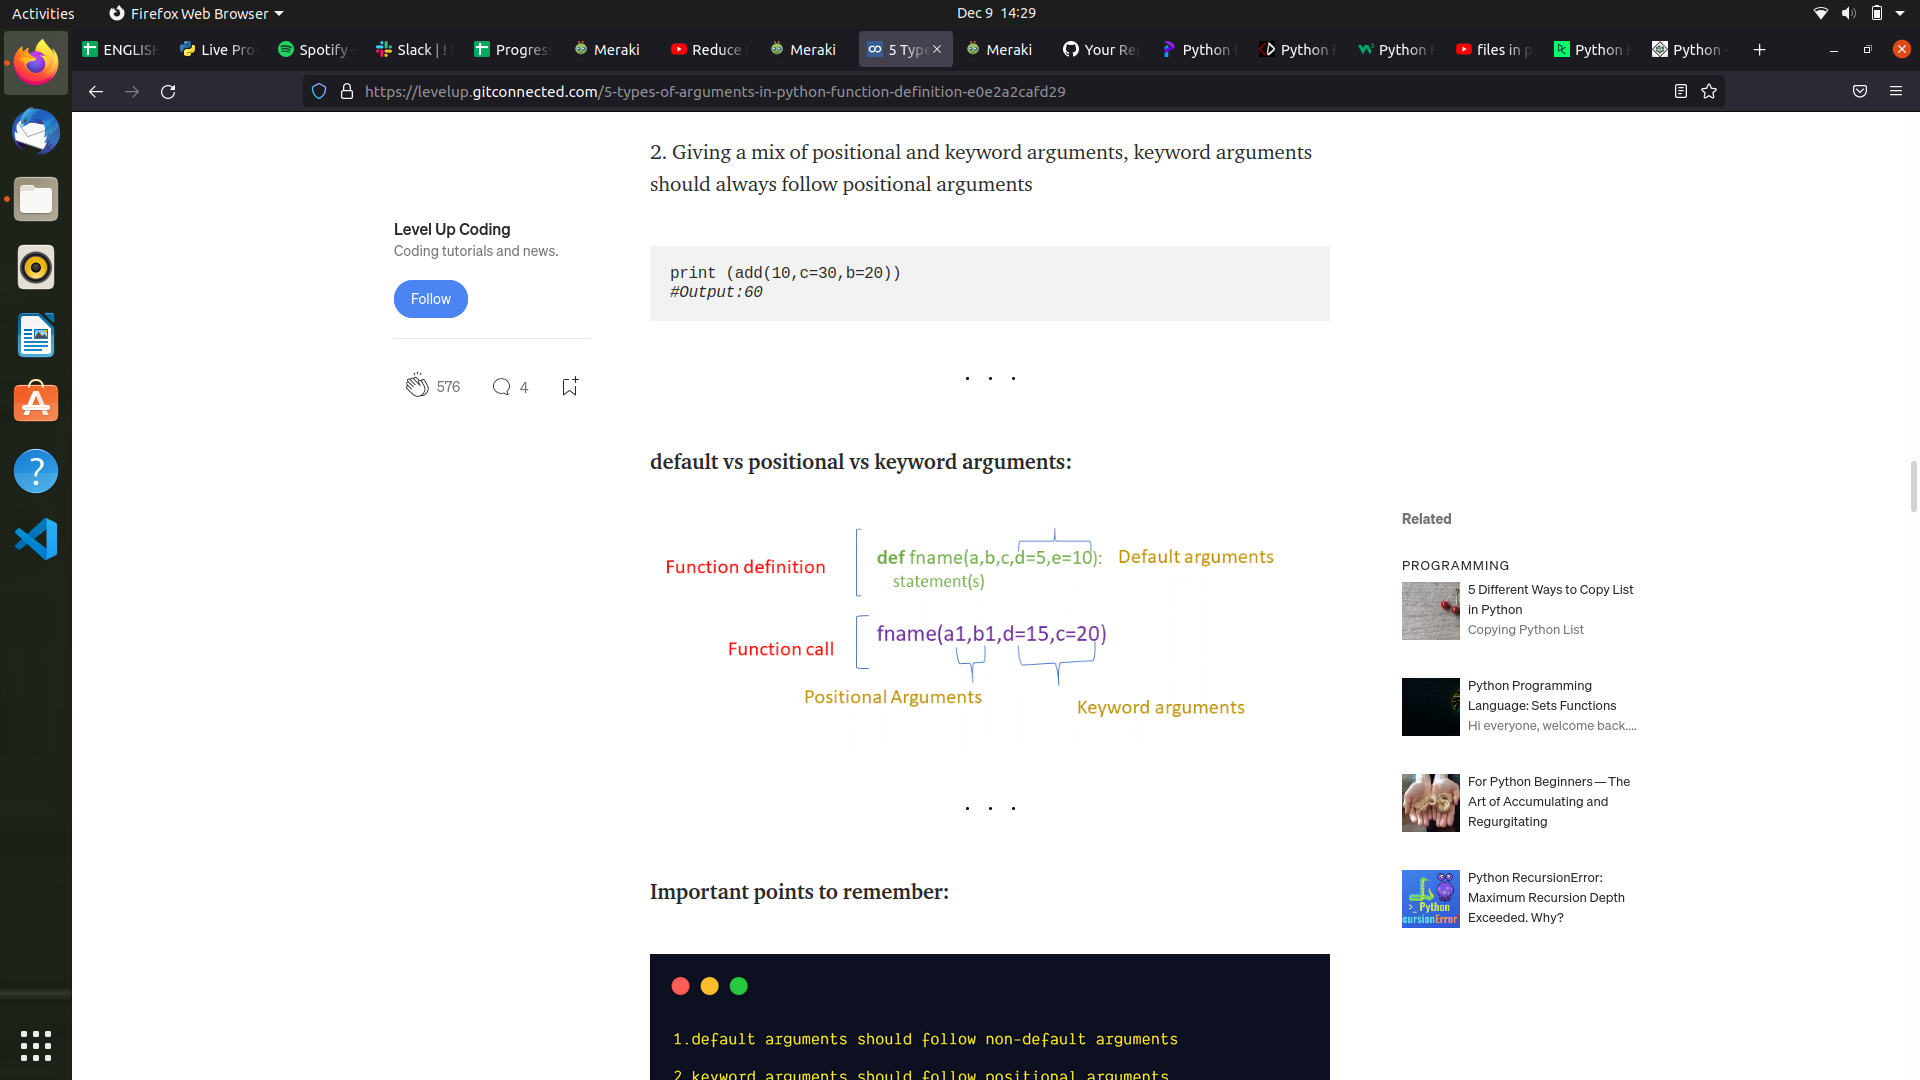 Activities
Firefox Web Browser
Dec 9 14:29
ENGLISH
Live Pro
Spotify
Slack | !
Progress
Meraki
Reduce
Meraki
5 Type
Meraki
Your Rep
Python
Python
Python
files in p
Python
Python
https://levelup.gitconnected.com/5-types-of-arguments-in-python-function-definition-e0e2a2cafd29
2. Giving a mix of positional and keyword arguments, keyword arguments
should always follow positional arguments
Level Up Coding
Coding tutorials and news.
Follow
576
4
print (add(10,c=30,b=20))
#Output:60
. . .
default vs positional vs keyword arguments:
Function definition
def fname(a,b,c,d=5,e=10):
statement(s)
Default arguments
Function call
fname(a1,b1,d=15,c=20)
Positional Arguments
Keyword arguments
. . .
Important points to remember:
1.default arguments should follow non-default arguments
2.keyword arguments should follow positional arguments
Related
PROGRAMMING
5 Different Ways to Copy List
in Python
Copying Python List
Python Programming
Language: Sets Functions
Hi everyone, welcome back....
For Python Beginners — The
Art of Accumulating and
Regurgitating
>_ Python
cursionError
Python RecursionError:
Maximum Recursion Depth
Exceeded. Why?